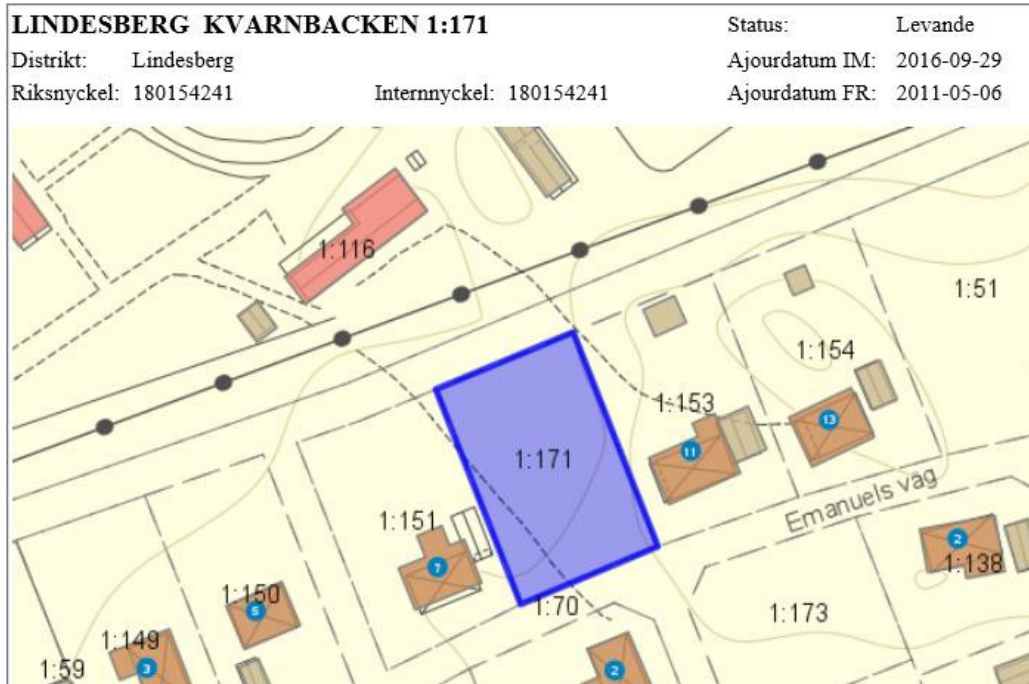 LINDESBERG KVARNBACKEN 1:171
Status: Levande
Distrikt: Lindesberg
Ajourdatum IM: 2016-09-29
Riksnyckel: 180154241 Internnyckel: 180154241
Ajourdatum FR: 2011-05-06
1:116
1:51
1:154
1:153
13
11
1:171
Emanuels väg
1:151
7
2
1:138
1:150
5
1:70
1:173
1:149
3
1:59
2